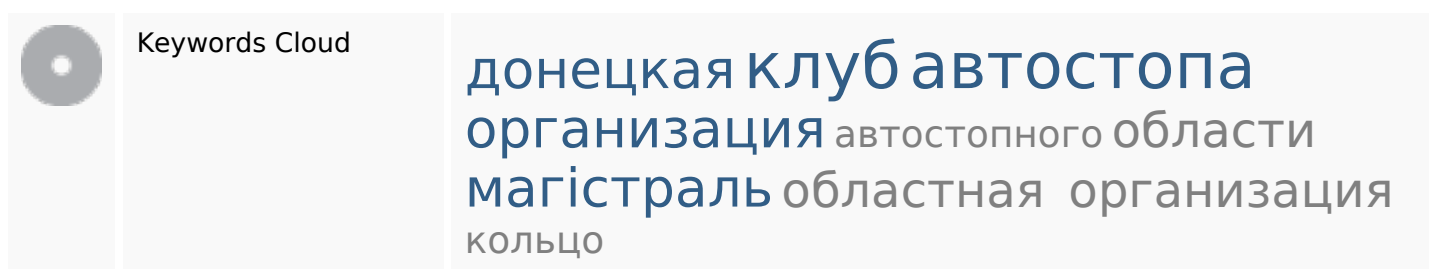 Keywords Cloud
донецкая клуб автостопа
организация автостопного области
магістраль областная организация
кольцо